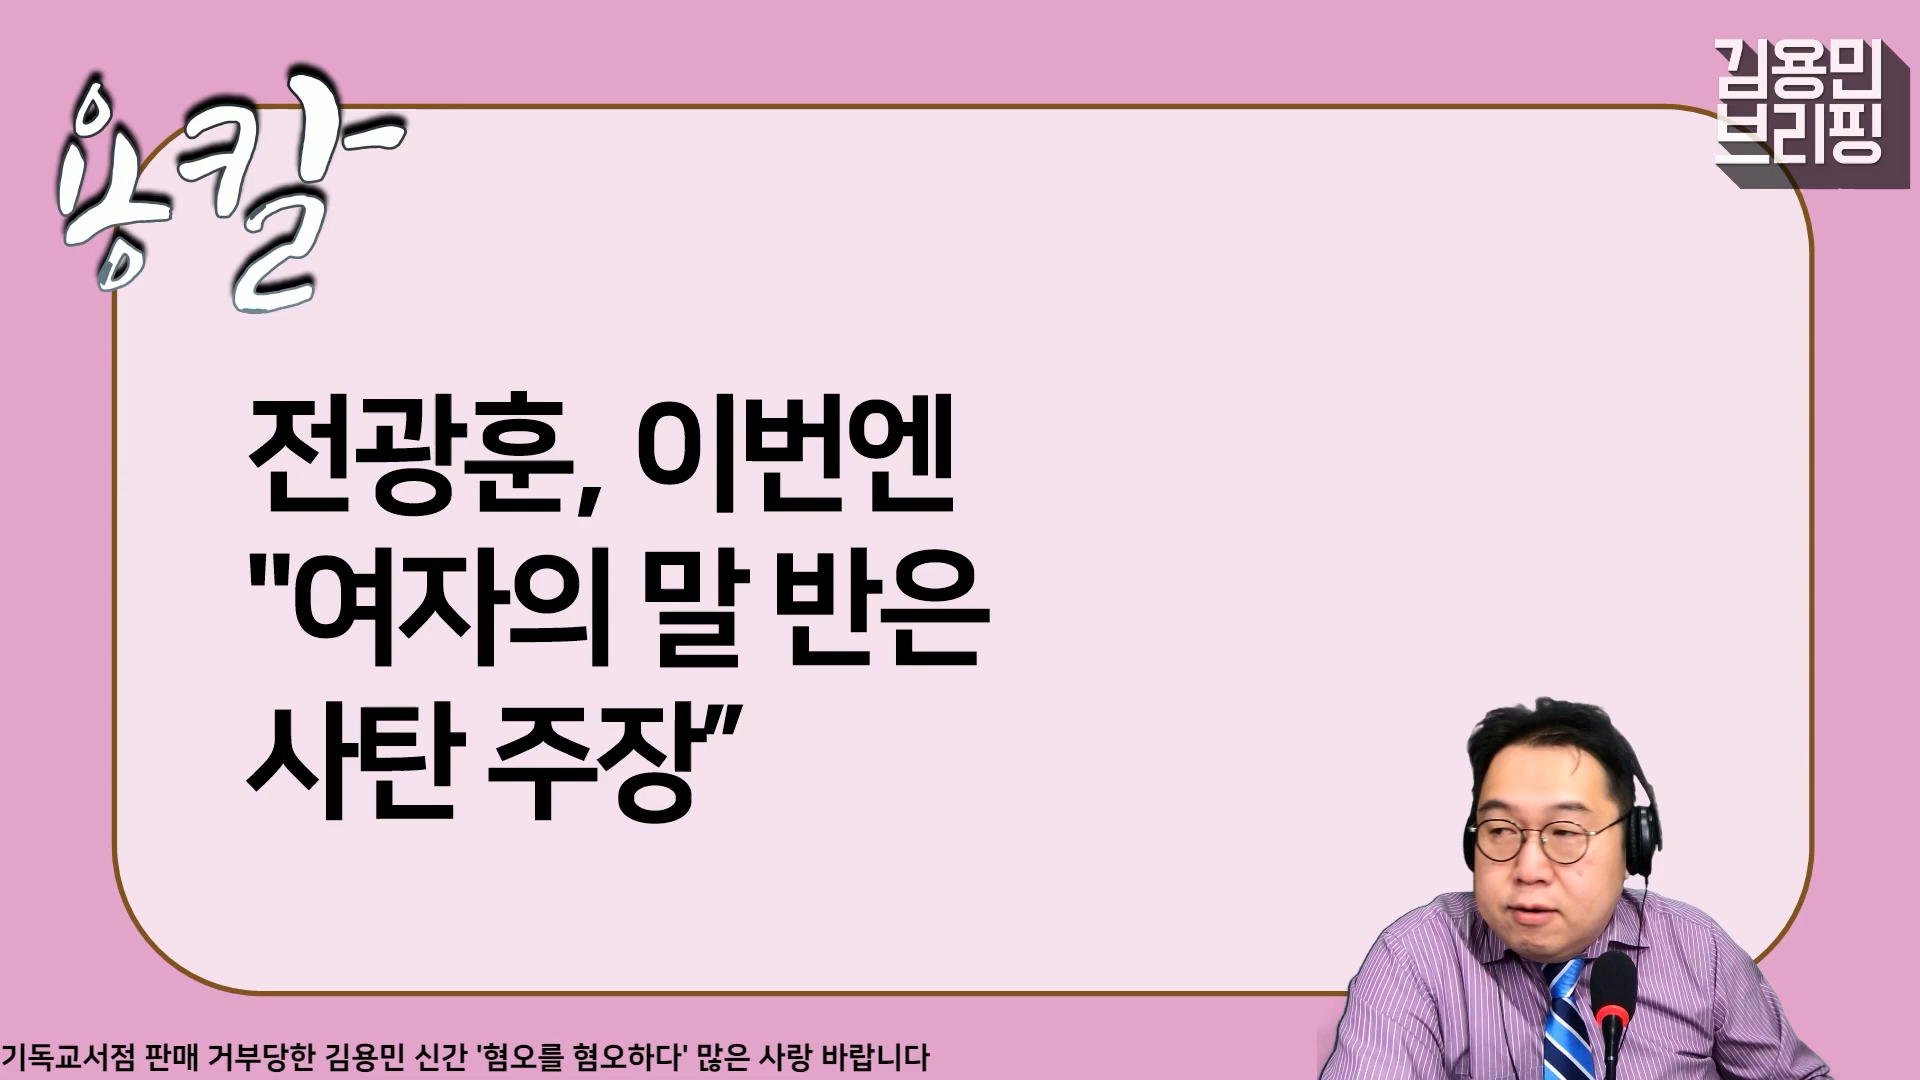 용칼
김용민
브리핑
전광훈, 이번엔
"여자의 말 반은
사탄 주장”
기독교서점 판매 거부당한 김용민 신간 '혐오를 혐오하다' 많은 사랑 바랍니다